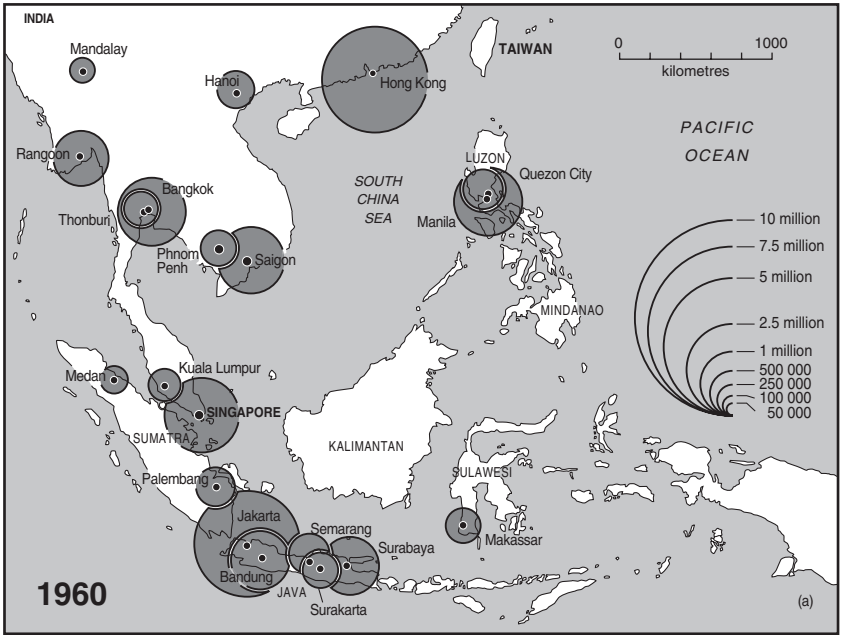 INDIA
Mandalay
Hanoi
Hong Kong
TAIWAN
0 1000
kilometres
Rangoon
PACIFIC
OCEAN
LUZON
Quezon City
Bangkok
SOUTH
CHINA
SEA
Thonburi
Manila
Phnom
Penh
Saigon
10 million
7.5 million
5 million
2.5 million
1 million
500 000
250 000
100 000
50 000
MINDANAO
Medan
Kuala Lumpur
SINGAPORE
SUMATRA
KALIMANTAN
Palembang
SULAWESI
Jakarta
Semarang
Makassar
Surabaya
Bandung
JAVA
Surakarta
1960
(a)